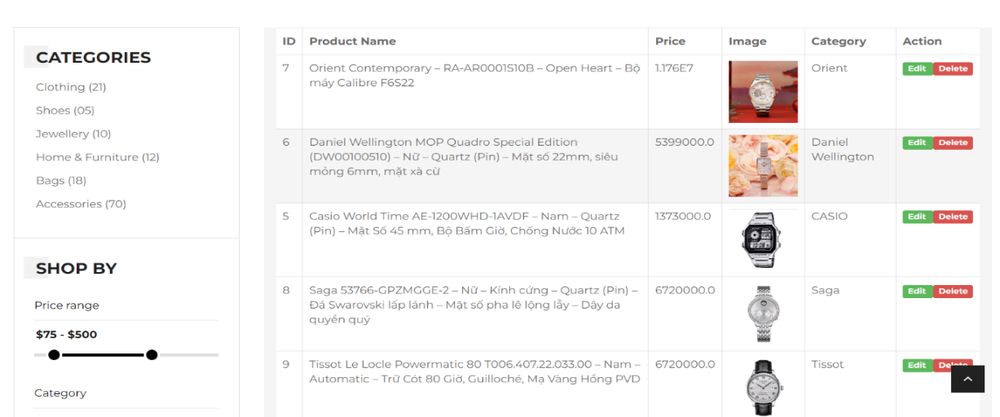 CATEGORIES
Clothing (21)
Shoes (05)
Jewellery (10)
Home & Furniture (12)
Bags (18)
Accessories (70)
SHOP BY
Price range
$75 - $500
Category
ID Product Name Price Image Category Action
7 Orient Contemporary – RA-AR0001S10B – Open Heart – Bộ 1.176E7 Orient Edit Delete
máy Calibre F6S22
6 Daniel Wellington MOP Quadro Special Edition 5399000.0 Daniel Edit Delete
(DW00100510) – Nữ – Quartz (Pin) – Mặt số 22mm, siêu Wellington
mỏng 6mm, mặt xà cừ
5 Casio World Time AE-1200WHD-1AVDF – Nam – Quartz 1373000.0 CASIO Edit Delete
(Pin) – Mặt Số 45 mm, Bộ Bấm Giờ, Chống Nước 10 ATM
8 Saga 53766-GPZMGGE-2 – Nữ – Kính cứng – Quartz (Pin) – 6720000.0 Saga Edit Delete
Đá Swarovski lấp lánh – Mặt số pha lê lộng lẫy – Dây da
quyền quý
9 Tissot Le Locle Powermatic 80 T006.407.22.033.00 – Nam – 6720000.0 Tissot Edit Delete
Automatic – Trữ Cót 80 Giờ, Guilloché, Mạ Vàng Hồng PVD